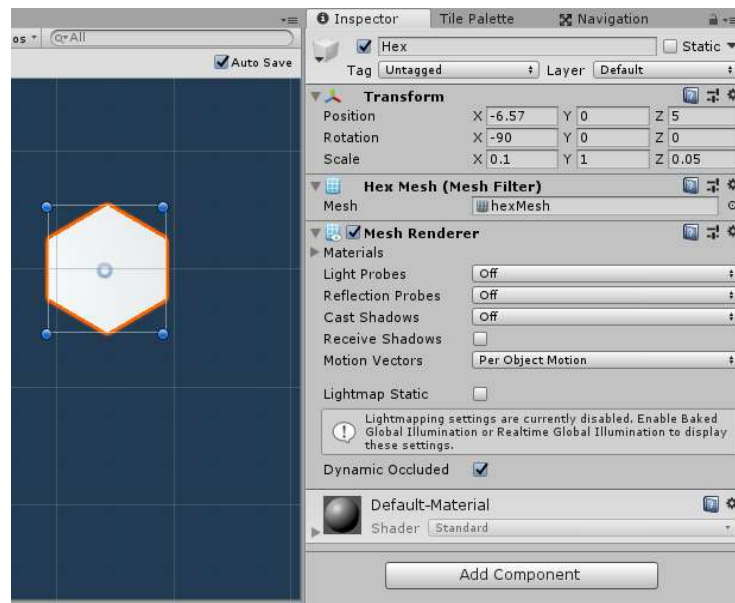 Inspector Tile Palette Navigation
os All
Auto Save
Hex Static
Tag Untagged Layer Default
Transform
Position X -6.57 Y 0 Z 5
Rotation X -90 Y 0 Z 0
Scale X 0.1 Y 1 Z 0.05
Hex Mesh (Mesh Filter)
Mesh hexMesh
Mesh Renderer
Materials
Light Probes Off
Reflection Probes Off
Cast Shadows Off
Receive Shadows
Motion Vectors Per Object Motion
Lightmap Static
Lightmapping settings are currently disabled. Enable Baked
Global Illumination or Realtime Global Illumination to display
these settings.
Dynamic Occluded
Default-Material
Shader Standard
Add Component